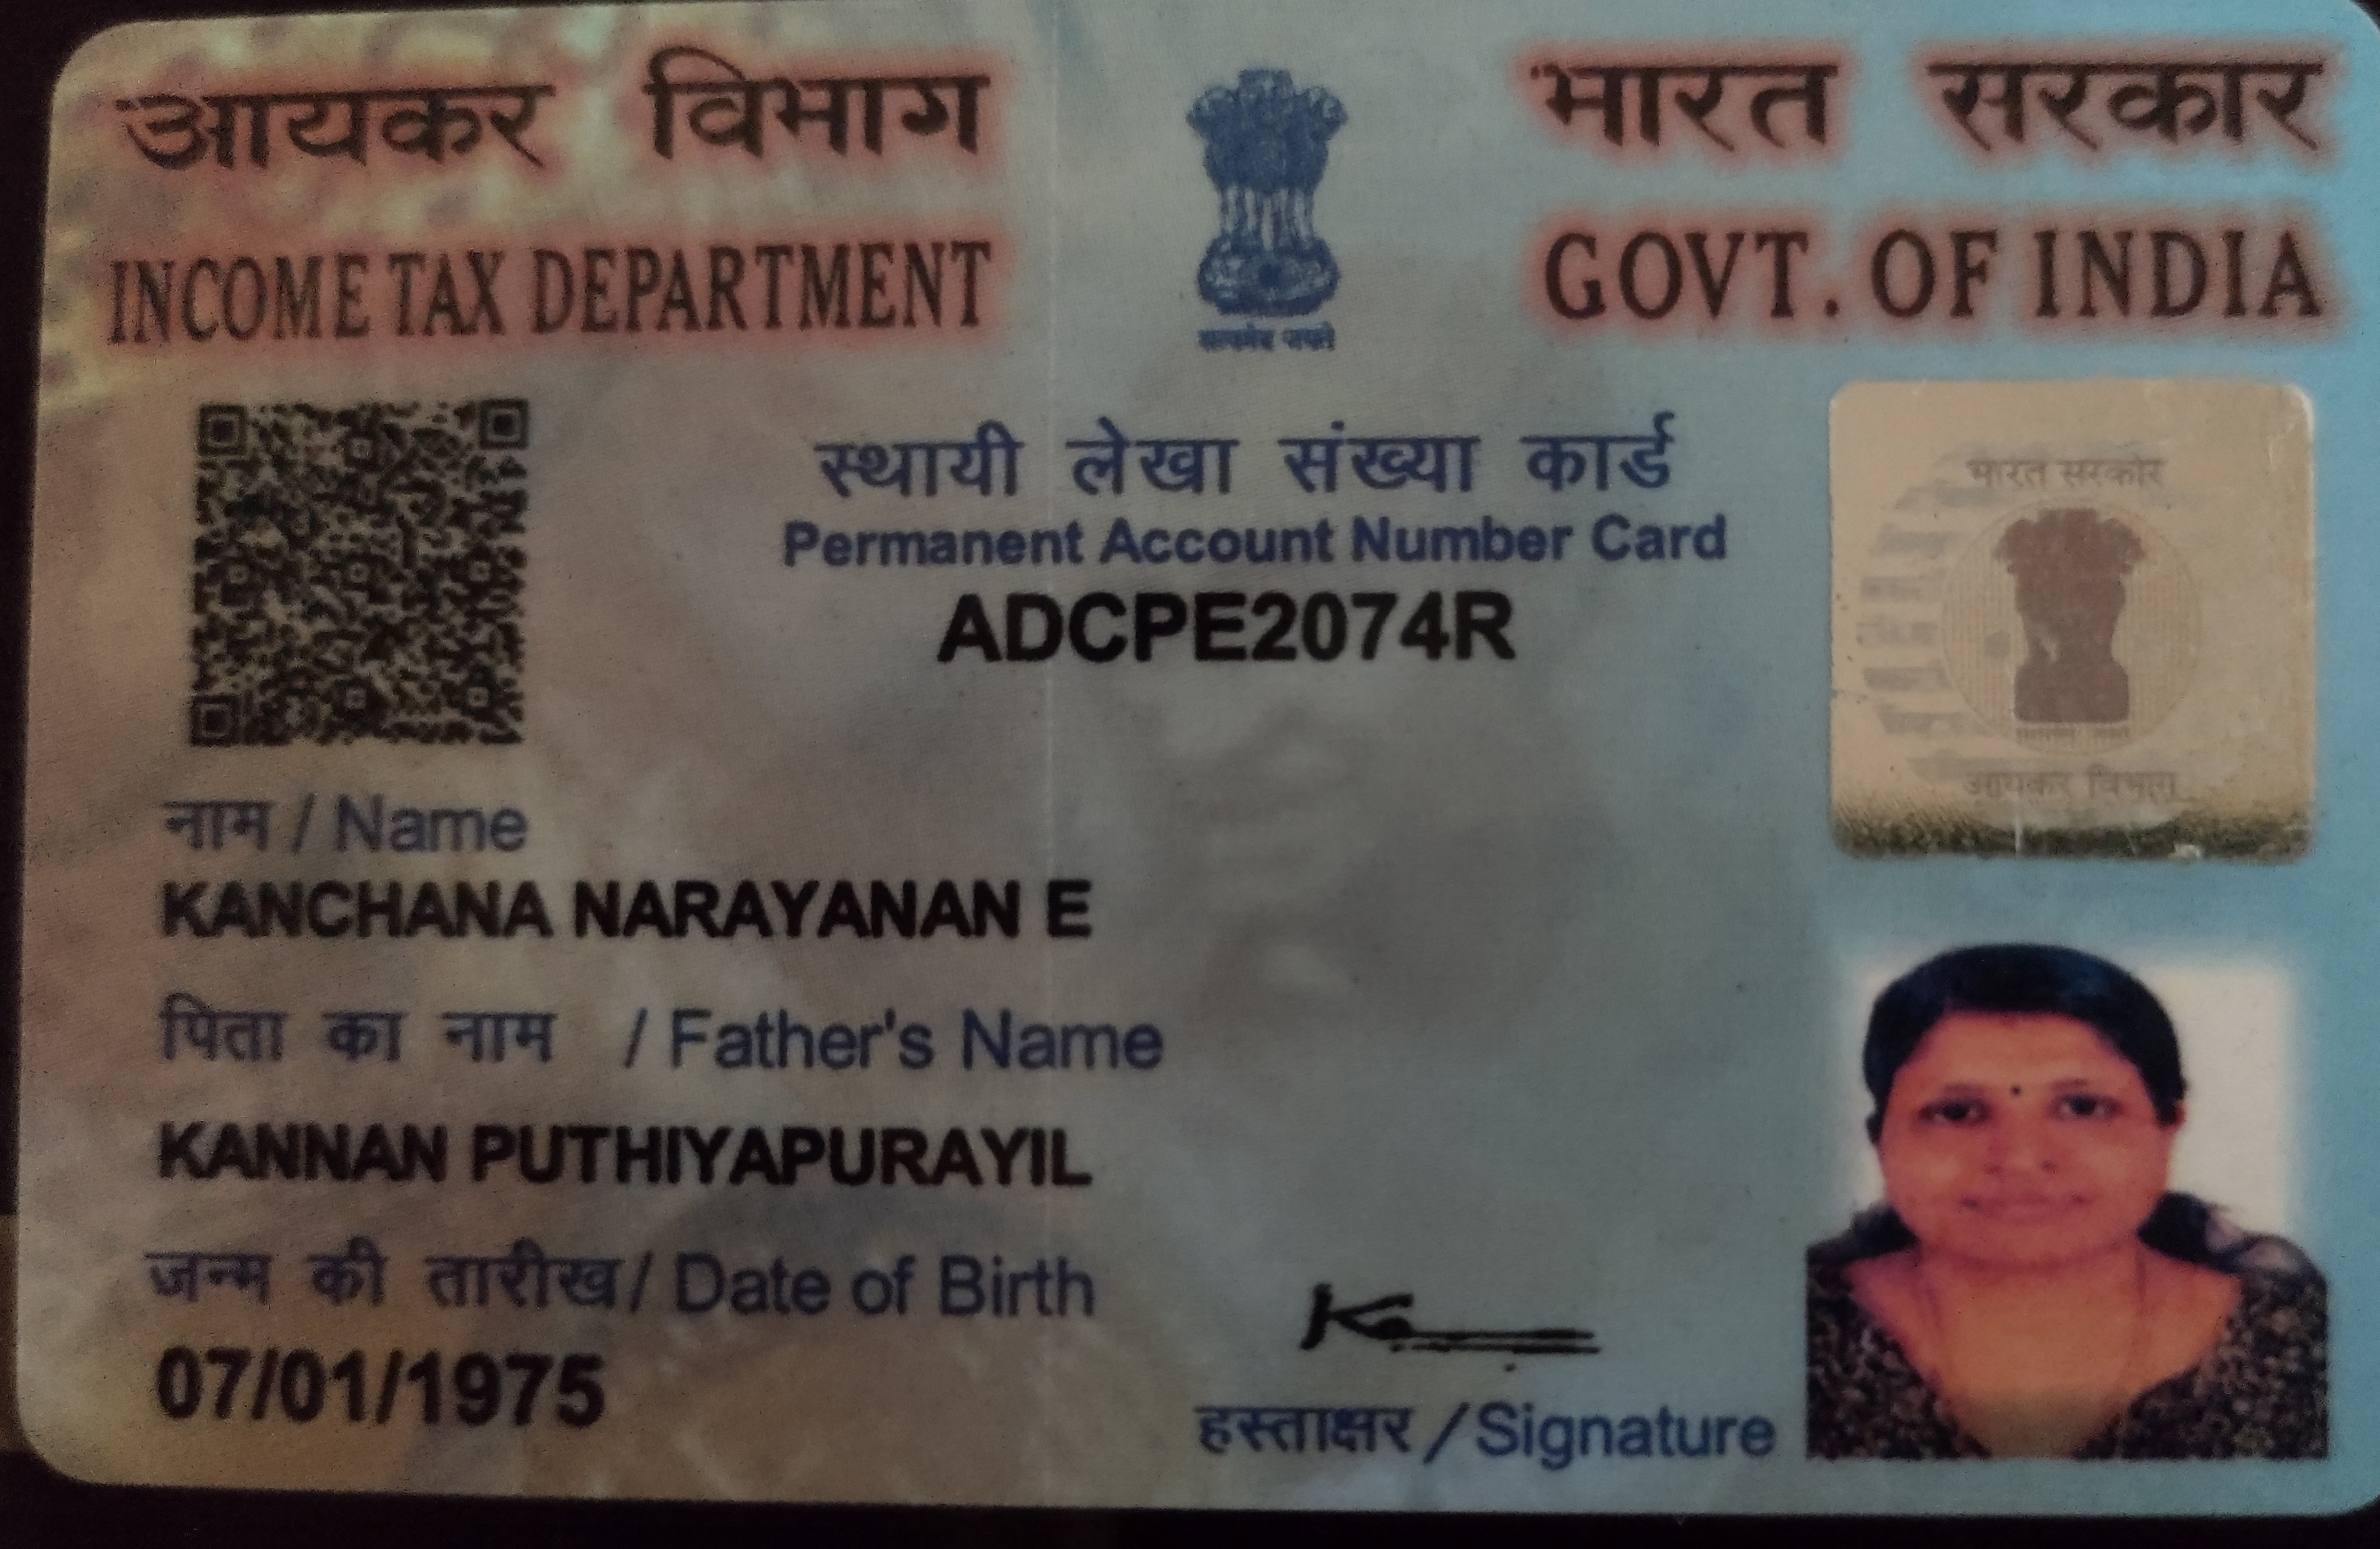 आयकर विभाग
INCOME TAX DEPARTMENT
भारत सरकार
GOVT. OF INDIA
सत्यमेव जयते
स्थायी लेखा संख्या कार्ड
Permanent Account Number Card
ADCPE2074R
भारत सरकार
आयकर विभाग
नाम / Name
KANCHANA NARAYANAN E
पिता का नाम / Father's Name
KANNAN PUTHIYAPURAYIL
जन्म की तारीख / Date of Birth
07/01/1975
हस्ताक्षर / Signature